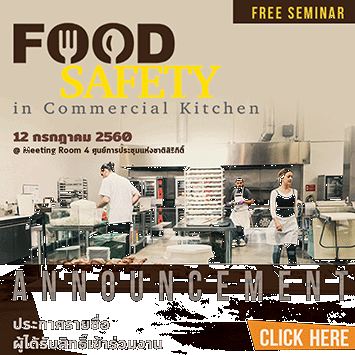 FREE SEMINAR
FOOD
SAFETY
in Commercial Kitchen
12 กรกฎาคม 2560
@ Meeting Room 4 ศูนย์การประชุมแห่งชาติสิริกิติ์
ANNOUNCEMENT
ประกาศรายชื่อ
ผู้ได้รับสิทธิ์เข้าร่วมงาน
CLICK HERE